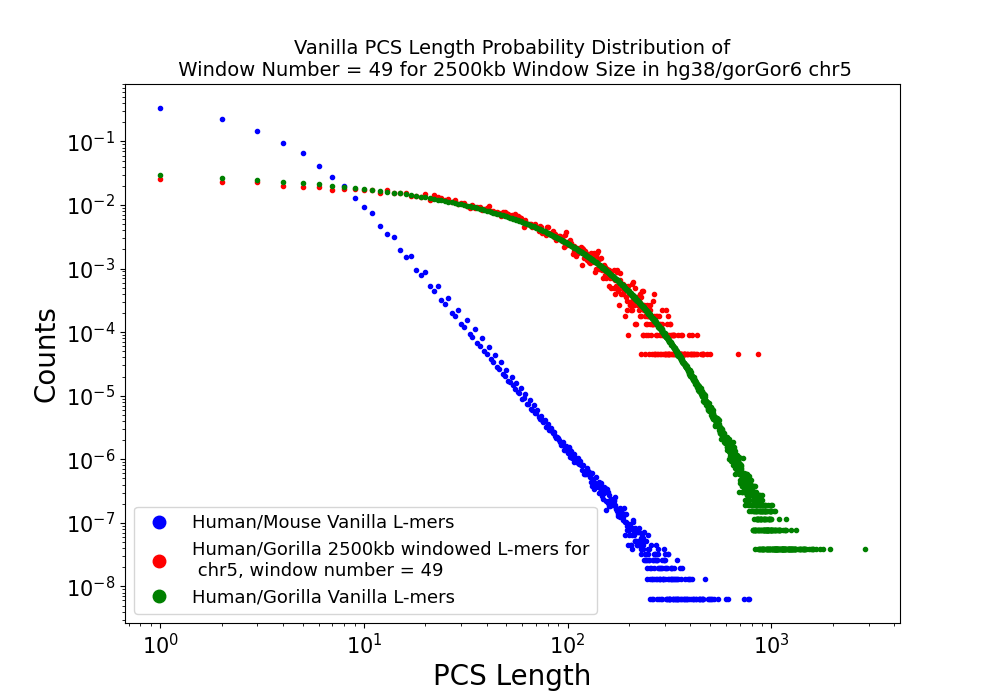 Vanilla PCS Length Probability Distribution of
Window Number = 49 for 2500kb Window Size in hg38/gorGor6 chr5
Counts
10⁻¹
10⁻²
10⁻³
10⁻⁴
10⁻⁵
10⁻⁶
10⁻⁷
10⁻⁸
Human/Mouse Vanilla L-mers
Human/Gorilla 2500kb windowed L-mers for
chr5, window number = 49
Human/Gorilla Vanilla L-mers
10⁰ 10¹ 10² 10³
PCS Length